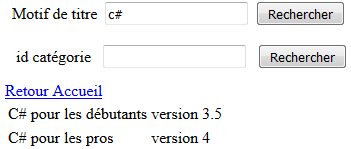 Motif de titre c# Rechercher
id catégorie Rechercher
Retour Accueil
C# pour les débutants version 3.5
C# pour les pros version 4